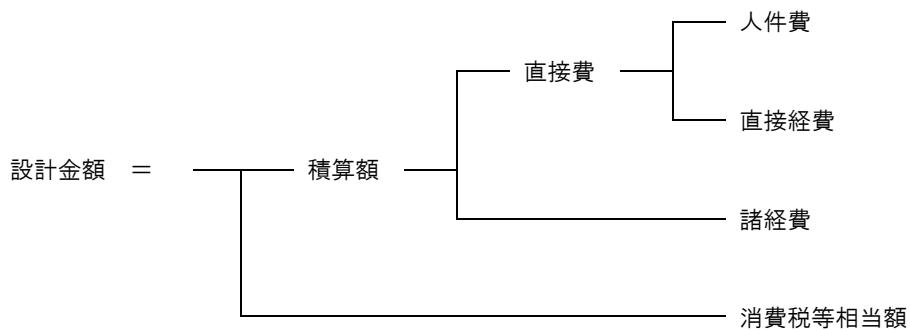 人件費
直接費
直接経費
設計金額 ＝ 積算額
諸経費
消費税等相当額